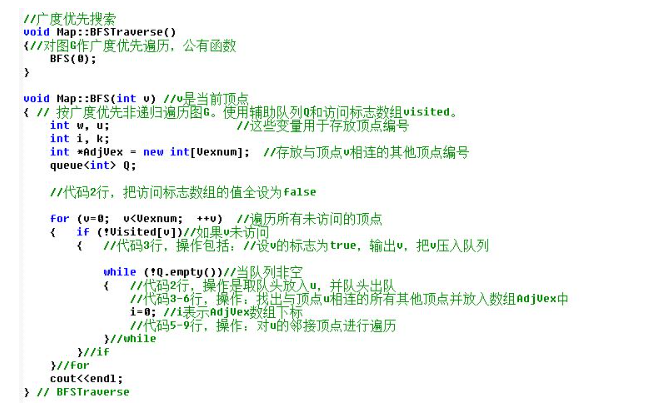 //广度优先搜索
void Map::BFSTraverse()
{//对图G作广度优先遍历，公有函数
    BFS(0);
}
void Map::BFS(int v) //v是当前顶点
{ // 按广度优先非递归遍历图G。使用辅助队列Q和访问标志数组visited。
    int w, u;                //这些变量用于存放顶点编号
    int i, k;
    int *AdjVex = new int[Vexnum];  //存放与顶点v相连的其他顶点编号
    queue<int> Q;
    //代码2行，把访问标志数组的值全设为false
    for (v=0;  v<Vexnum;  ++v)  //遍历所有未访问的顶点
    {   if (!Visited[v])//如果v未访问
        {   //代码3行，操作包括：//设v的标志为true，输出v，把v压入队列
            while (!Q.empty())//当队列非空
            {   //代码2行，操作是取队头放入u，并队头出队
                //代码3-6行，操作：找出与顶点u相连的所有其他顶点并放入数组AdjVex中
                i=0; //i表示AdjVex数组下标
                //代码5-9行，操作：对u的邻接顶点进行遍历
            }//while
        }//if
    }//for
    cout<<endl;
} // BFSTraverse